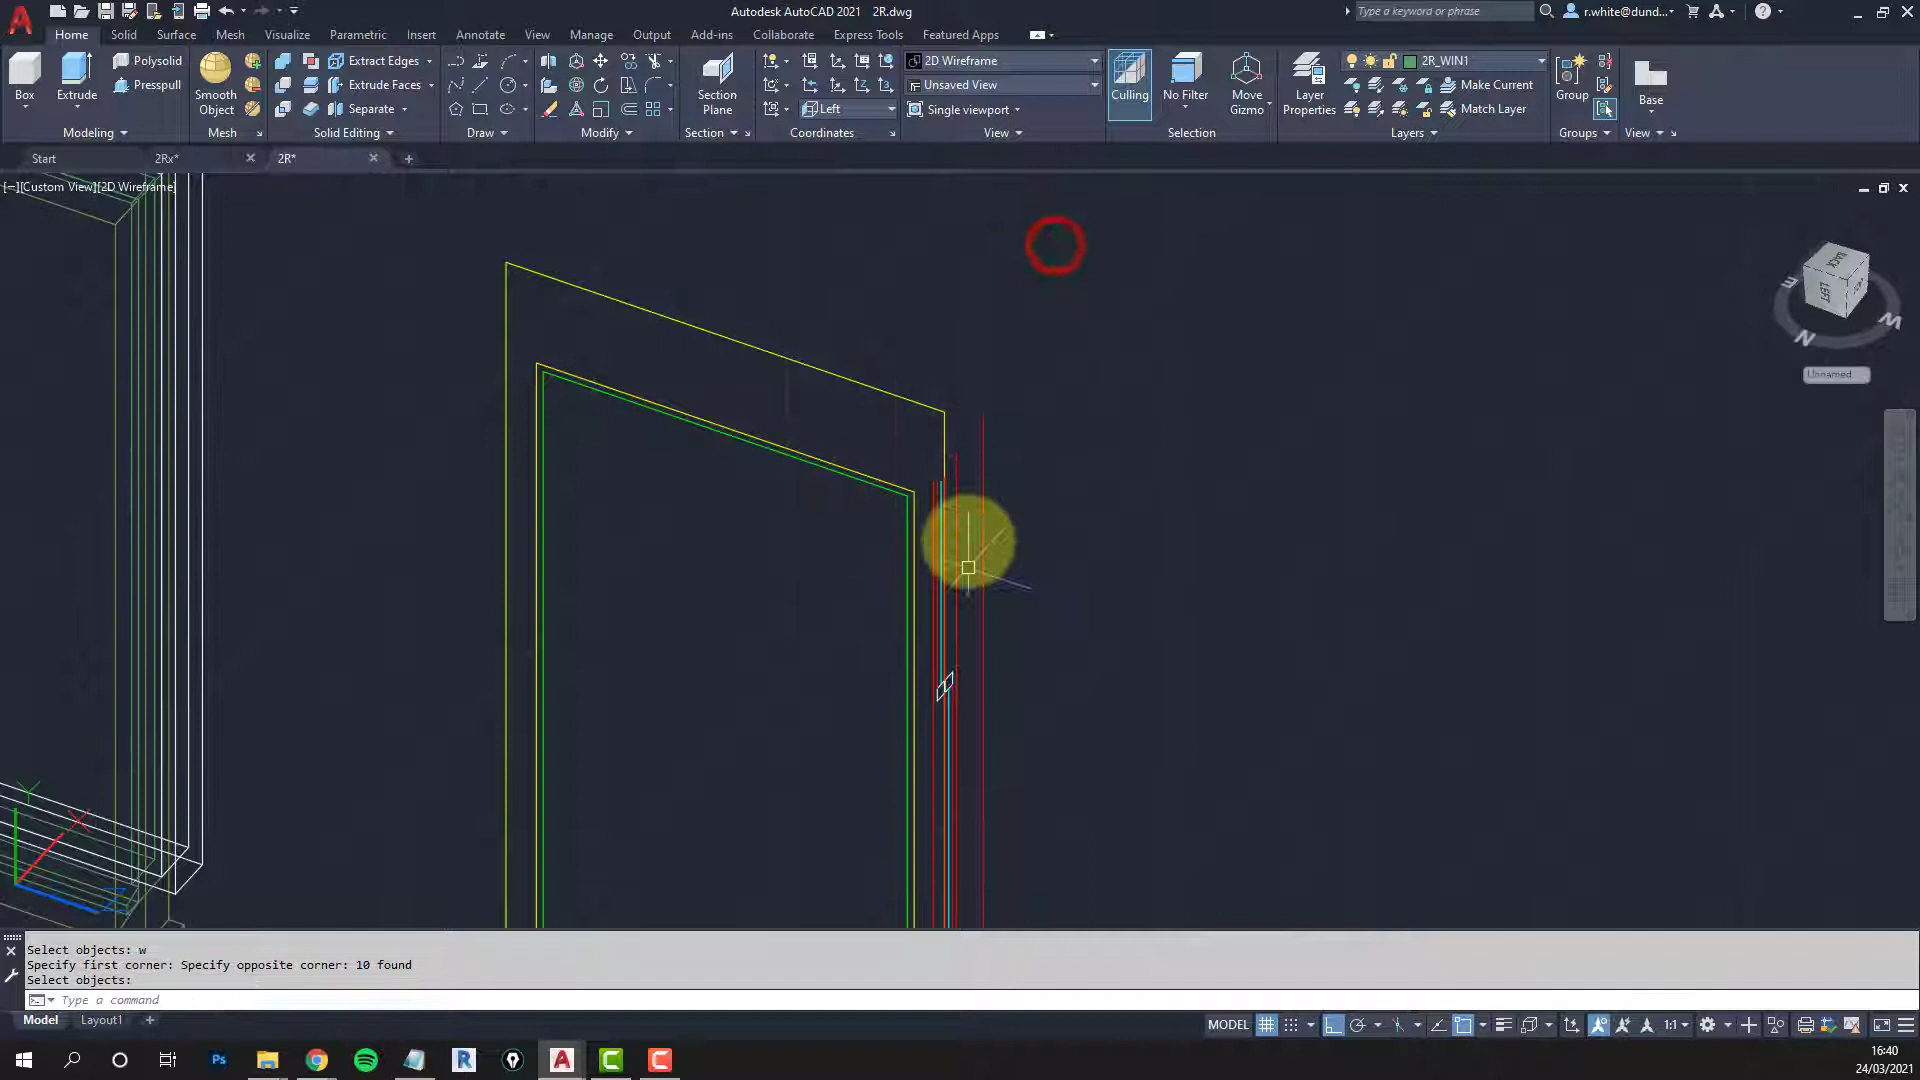 Autodesk AutoCAD 2021 2R.dwg
Type a keyword or phrase
r.white@dund...
Home Solid Surface Mesh Visualize Parametric Insert Annotate View Manage Output Add-ins Collaborate Express Tools Featured Apps
Box
Extrude
Polysolid
Presspull
Smooth
Object
Extract Edges
Extrude Faces
Separate
Section
Plane
Left
2D Wireframe
Unsaved View
Single viewport
Culling
No Filter
Move
Gizmo
Layer
Properties
2R_WIN1
Make Current
Match Layer
Group
Base
Modeling
Mesh
Solid Editing
Draw
Modify
Section
Coordinates
View
Selection
Layers
Groups
View
Start
2Rx*
2R*
[−][Custom View][2D Wireframe]
BACK
LEFT
E
N
W
Unnamed
Y
X
Z
Select objects: w
Specify first corner: Specify opposite corner: 10 found
Select objects:
Type a command
Model
Layout1
MODEL
1:1
16:40
24/03/2021